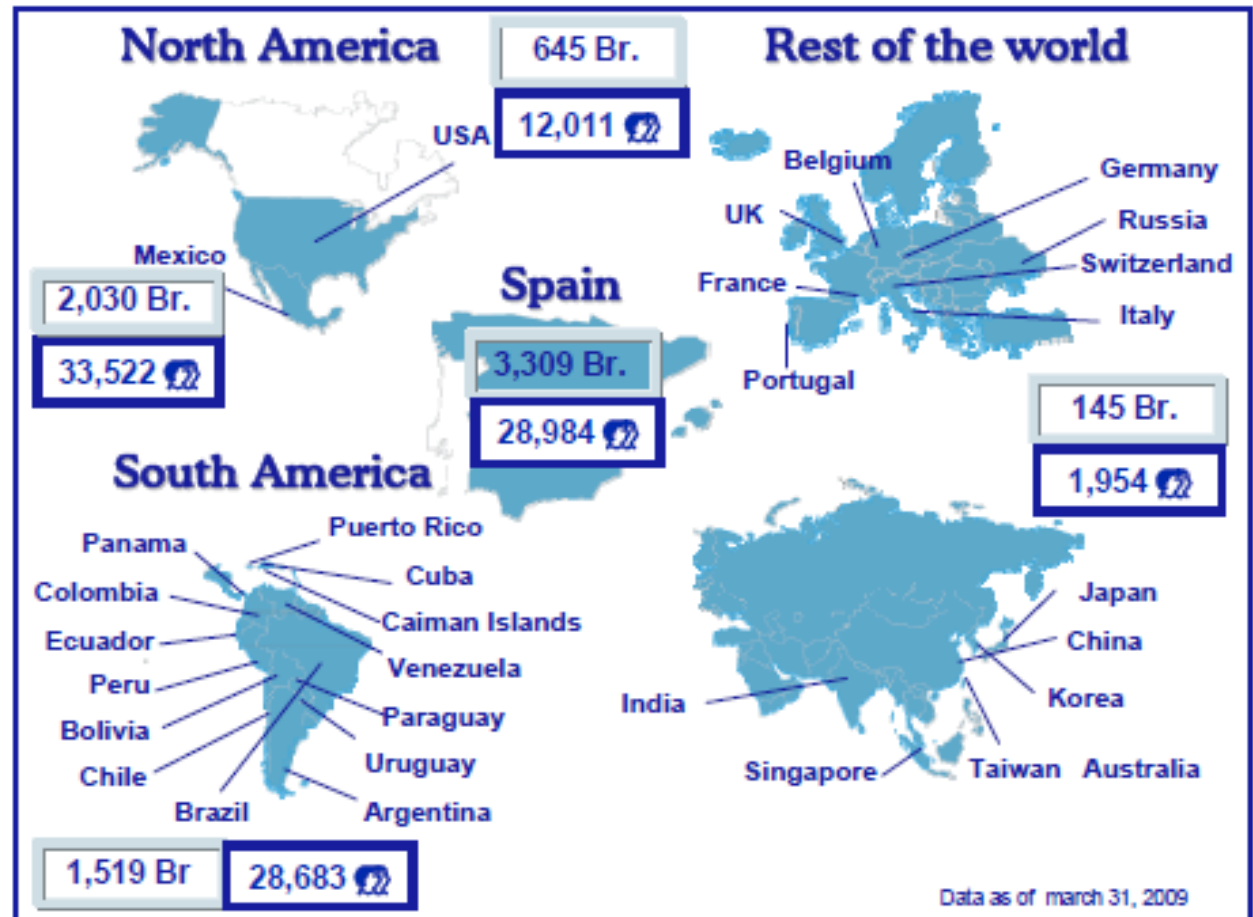 North America
645 Br.
12,011
USA
Mexico
2,030 Br.
33,522
Spain
3,309 Br.
28,984
Rest of the world
Belgium
Germany
UK
Russia
Switzerland
France
Italy
Portugal
145 Br.
1,954
South America
Puerto Rico
Panama
Cuba
Colombia
Caiman Islands
Ecuador
Venezuela
Peru
Paraguay
Bolivia
Uruguay
Chile
Brazil
Argentina
1,519 Br
28,683
Japan
China
India
Korea
Singapore
Taiwan Australia
Data as of march 31, 2009